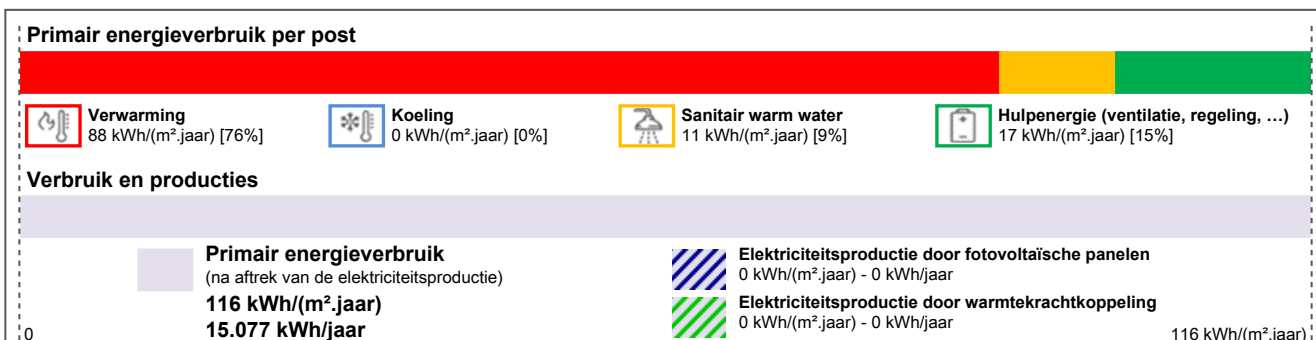 Primair energieverbruik per post
Verwarming
88 kWh/(m².jaar) [76%]
Koeling
0 kWh/(m².jaar) [0%]
Sanitair warm water
11 kWh/(m².jaar) [9%]
Hulpenergie (ventilatie, regeling, …)
17 kWh/(m².jaar) [15%]
Verbruik en producties
Primair energieverbruik
(na aftrek van de elektriciteitsproductie)
116 kWh/(m².jaar)
15.077 kWh/jaar
Elektriciteitsproductie door fotovoltaïsche panelen
0 kWh/(m².jaar) - 0 kWh/jaar
Elektriciteitsproductie door warmtekrachtkoppeling
0 kWh/(m².jaar) - 0 kWh/jaar
0
116 kWh/(m².jaar)